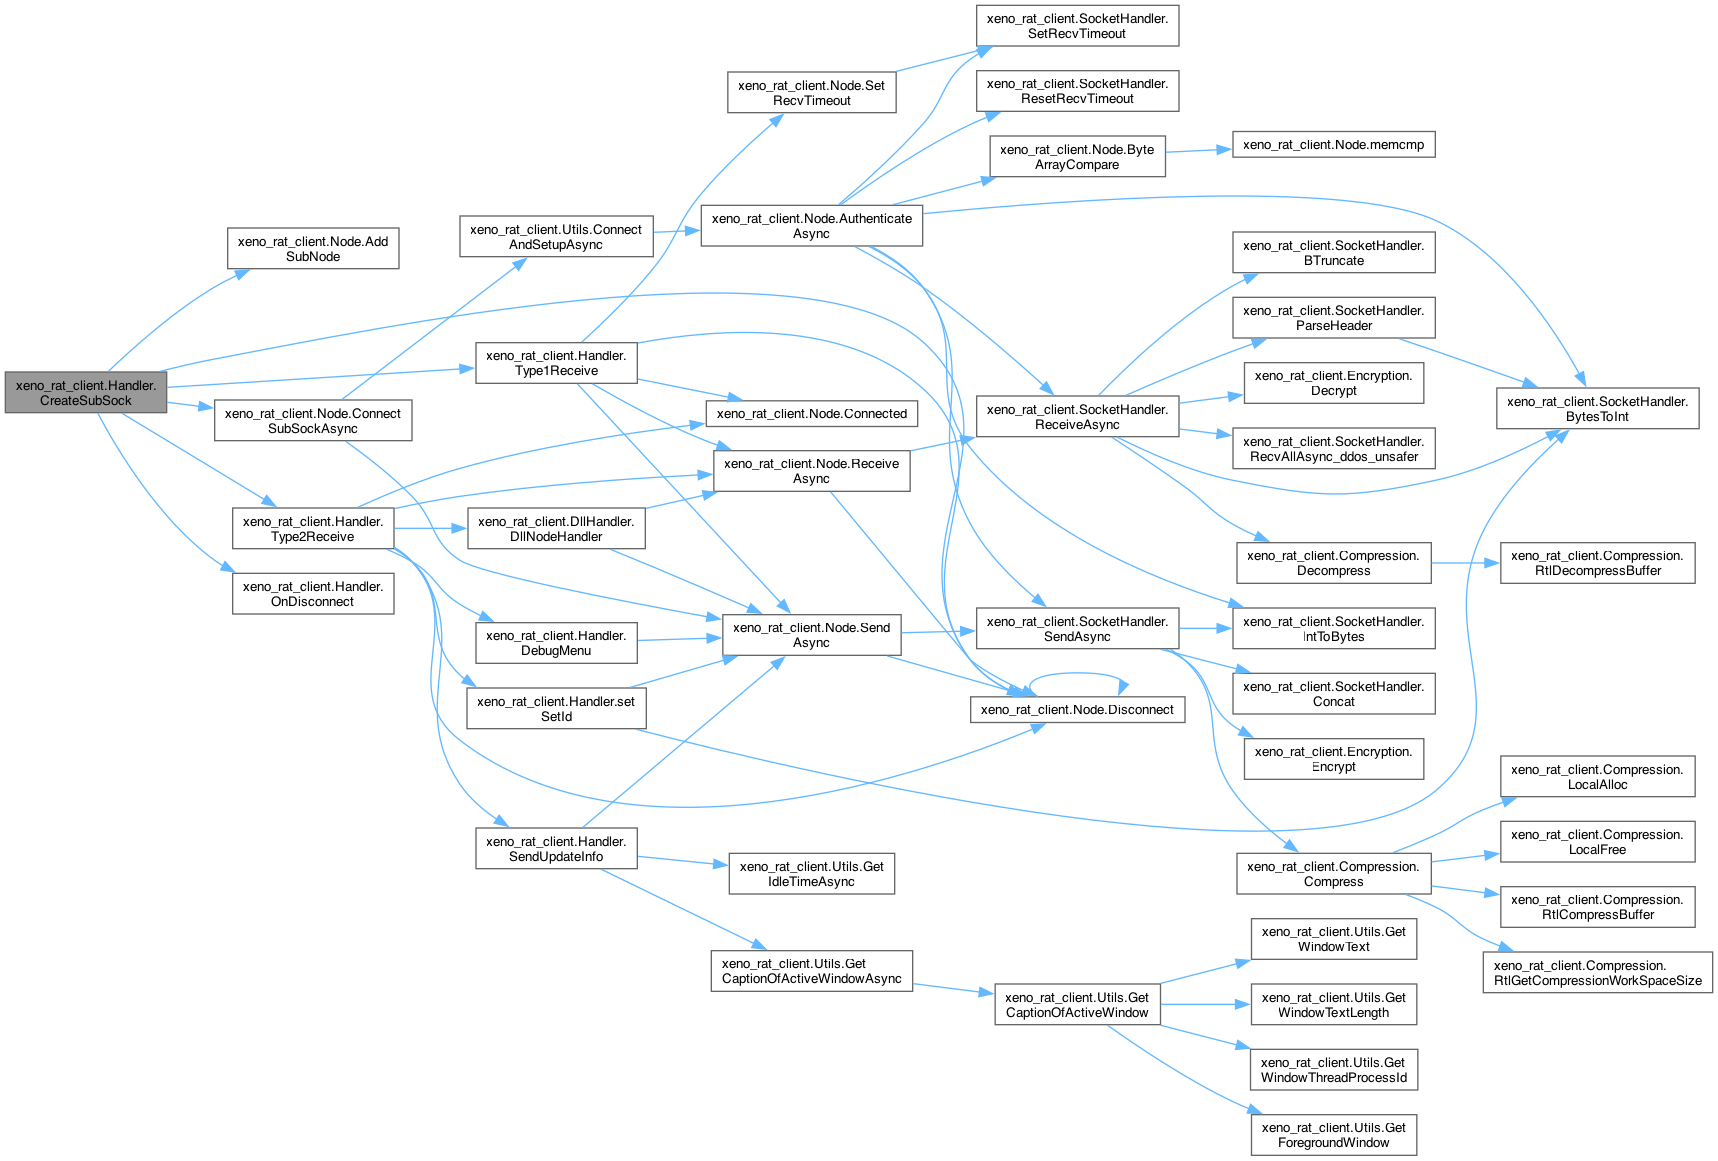 xeno_rat_client.Handler.
CreateSubSock
xeno_rat_client.Node.Add
SubNode
xeno_rat_client.Node.Connect
SubSockAsync
xeno_rat_client.Handler.
Type2Receive
xeno_rat_client.Handler.
OnDisconnect
xeno_rat_client.Utils.Connect
AndSetupAsync
xeno_rat_client.Handler.
Type1Receive
xeno_rat_client.DllHandler.
DllNodeHandler
xeno_rat_client.Handler.
DebugMenu
xeno_rat_client.Handler.set
SetId
xeno_rat_client.Handler.
SendUpdateInfo
xeno_rat_client.Node.Set
RecvTimeout
xeno_rat_client.Node.Authenticate
Async
xeno_rat_client.Node.Connected
xeno_rat_client.Node.Receive
Async
xeno_rat_client.Node.Send
Async
xeno_rat_client.Utils.Get
IdleTimeAsync
xeno_rat_client.Utils.Get
CaptionOfActiveWindowAsync
xeno_rat_client.SocketHandler.
SetRecvTimeout
xeno_rat_client.SocketHandler.
ResetRecvTimeout
xeno_rat_client.Node.Byte
ArrayCompare
xeno_rat_client.SocketHandler.
ReceiveAsync
xeno_rat_client.SocketHandler.
SendAsync
xeno_rat_client.Node.Disconnect
xeno_rat_client.Utils.Get
CaptionOfActiveWindow
xeno_rat_client.Node.memcmp
xeno_rat_client.SocketHandler.
BTruncate
xeno_rat_client.SocketHandler.
ParseHeader
xeno_rat_client.Encryption.
Decrypt
xeno_rat_client.SocketHandler.
RecvAllAsync_ddos_unsafer
xeno_rat_client.Compression.
Decompress
xeno_rat_client.SocketHandler.
IntToBytes
xeno_rat_client.SocketHandler.
Concat
xeno_rat_client.Encryption.
Encrypt
xeno_rat_client.Compression.
Compress
xeno_rat_client.Utils.Get
WindowText
xeno_rat_client.Utils.Get
WindowTextLength
xeno_rat_client.Utils.Get
WindowThreadProcessId
xeno_rat_client.Utils.Get
ForegroundWindow
xeno_rat_client.SocketHandler.
BytesToInt
xeno_rat_client.Compression.
RtlDecompressBuffer
xeno_rat_client.Compression.
LocalAlloc
xeno_rat_client.Compression.
LocalFree
xeno_rat_client.Compression.
RtlCompressBuffer
xeno_rat_client.Compression.
RtlGetCompressionWorkSpaceSize